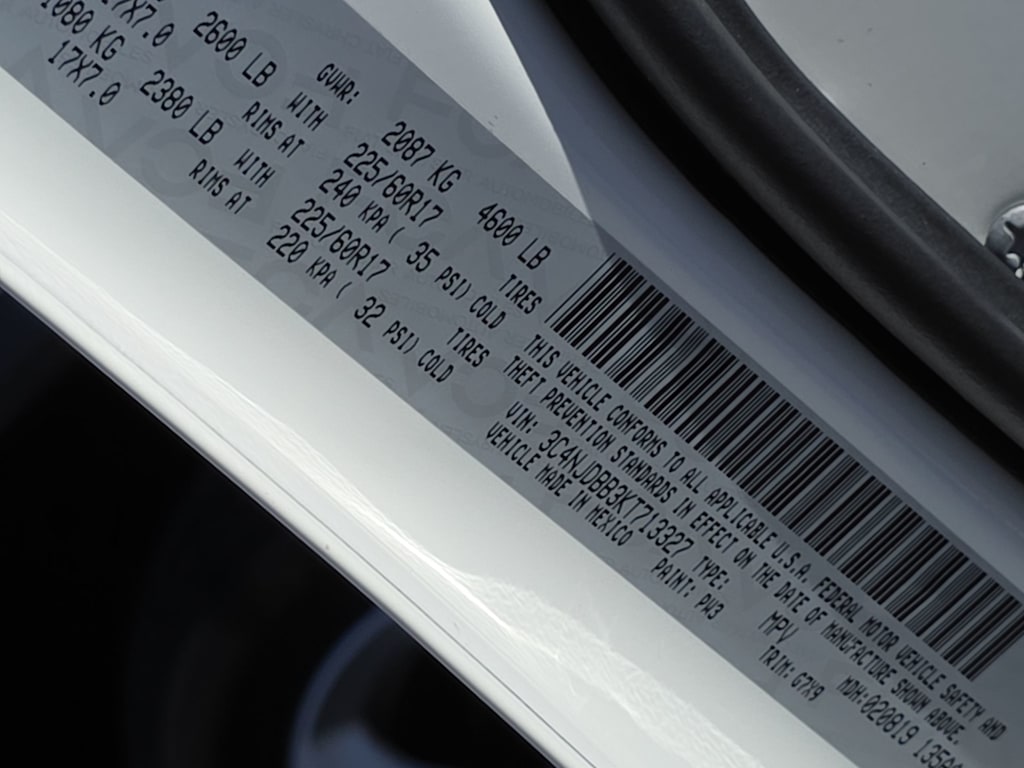 GVWR: 2087 KG 4600 LB
2600 LB WITH 225/60R17 TIRES
17X7.0 RIMS AT 240 KPA ( 35 PSI) COLD
1080 KG 2380 LB WITH 225/60R17 TIRES
17X7.0 RIMS AT 220 KPA ( 32 PSI) COLD
THIS VEHICLE CONFORMS TO ALL APPLICABLE U.S.A. FEDERAL MOTOR VEHICLE SAFETY AND
THEFT PREVENTION STANDARDS IN EFFECT ON THE DATE OF MANUFACTURE SHOWN ABOVE.
VIN: 3C4NJDBB3KT713327 TYPE: MPV MDH:020819
VEHICLE MADE IN MEXICO PAINT: PW3 TRIM: G7X9